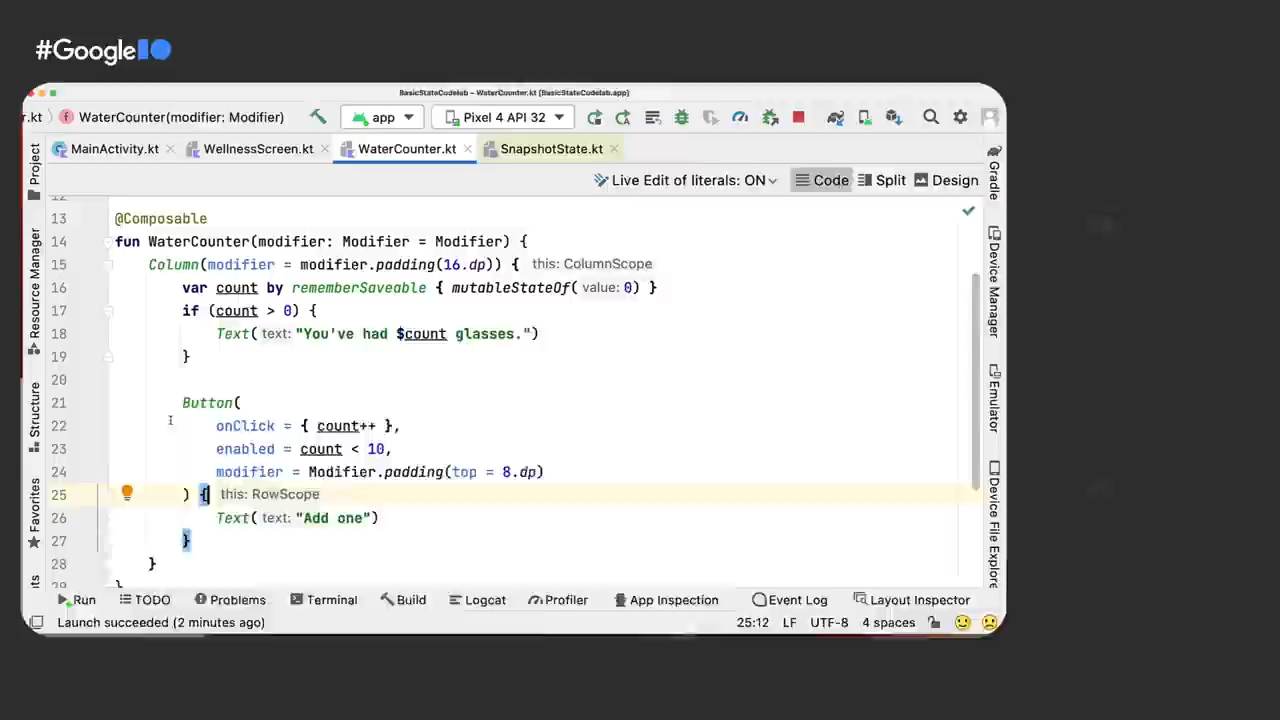 #Google IO
BasicStateCodelab – WaterCounter.kt [BasicStateCodelab.app]
r.kt WaterCounter(modifier: Modifier) app Pixel 4 API 32
MainActivity.kt WellnessScreen.kt WaterCounter.kt SnapshotState.kt
Live Edit of literals: ON Code Split Design
12
13 @Composable
14 fun WaterCounter(modifier: Modifier = Modifier) {
15 Column(modifier = modifier.padding(16.dp)) { this: ColumnScope
16 var count by rememberSaveable { mutableStateOf( value: 0) }
17 if (count > 0) {
18 Text( text: "You've had $count glasses.")
19 }
20
21 Button(
22 onClick = { count++ },
23 enabled = count < 10,
24 modifier = Modifier.padding(top = 8.dp)
25 ) { this: RowScope
26 Text( text: "Add one")
27 }
28 }
29 }
Project
Resource Manager
Structure
Favorites
ts
Gradle
Device Manager
Emulator
Device File Explore
Run TODO Problems Terminal Build Logcat Profiler App Inspection Event Log Layout Inspector
Launch succeeded (2 minutes ago) 25:12 LF UTF-8 4 spaces